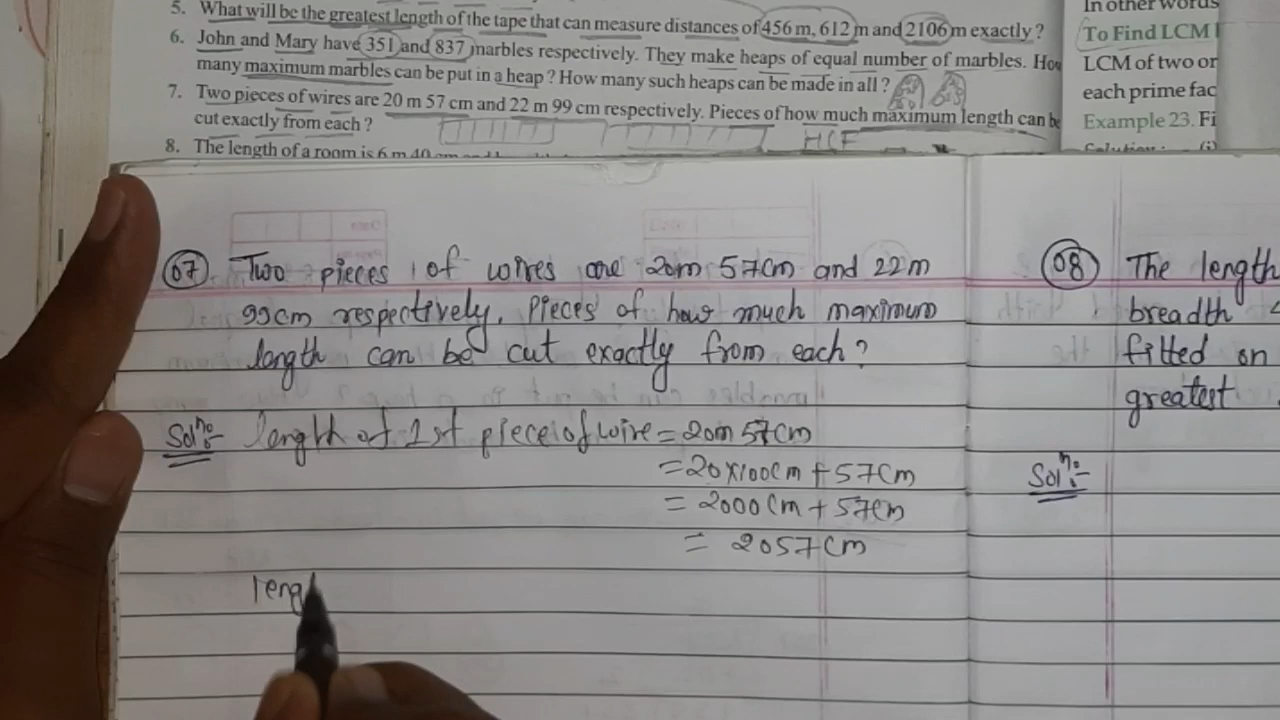 5. What will be the greatest length of the tape that can measure distances of 456 m, 612 m and 2106 m exactly ?
6. John and Mary have 351 and 837 marbles respectively. They make heaps of equal number of marbles. How
many maximum marbles can be put in a heap ? How many such heaps can be made in all ?
7. Two pieces of wires are 20 m 57 cm and 22 m 99 cm respectively. Pieces of how much maximum length can be
cut exactly from each ?
HCF
8. The length of a room is 6 m 40
In other words
To Find LCM
LCM of two or
each prime fac
Example 23. Fi
(i)
07 Two pieces of wires are 20m 57cm and 22m
99cm respectively. Pieces of how much maximum
length can be cut exactly from each?
Solno:- length of 1st piece of wire = 20m 57cm
= 20x100cm + 57cm
= 2000cm + 57cm
= 2057cm
leng
08 The length
breadth
fitted on
greatest
Soln:-